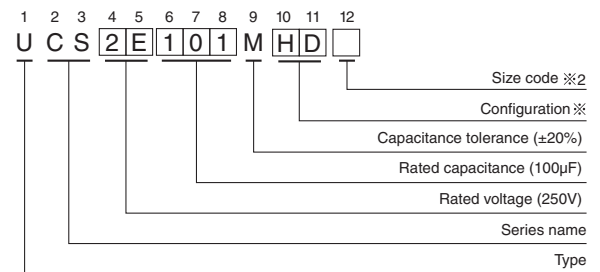 1 2 3 4 5 6 7 8 9 10 11 12
U C S 2 E 1 0 1 M H D
Size code ※2
Configuration※
Capacitance tolerance (±20%)
Rated capacitance (100µF)
Rated voltage (250V)
Series name
Type